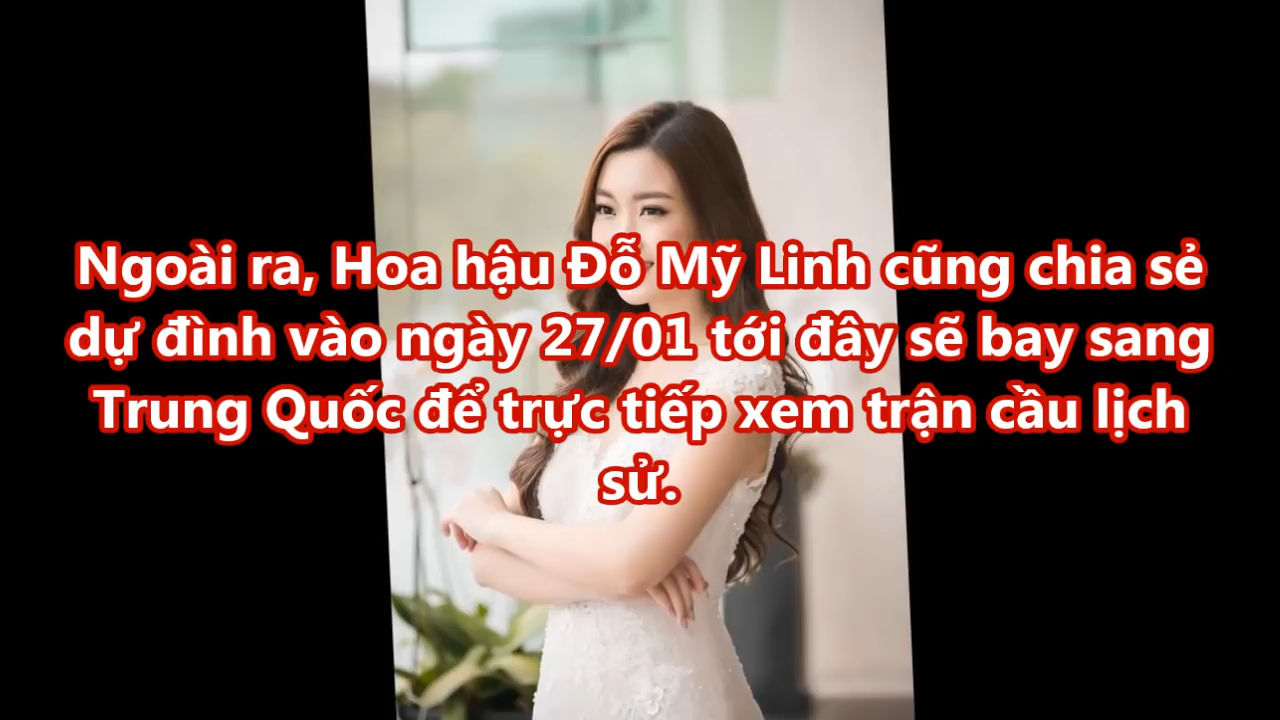 Ngoài ra, Hoa hậu Đỗ Mỹ Linh cũng chia sẻ
dự đình vào ngày 27/01 tới đây sẽ bay sang
Trung Quốc để trực tiếp xem trận cầu lịch
sử.